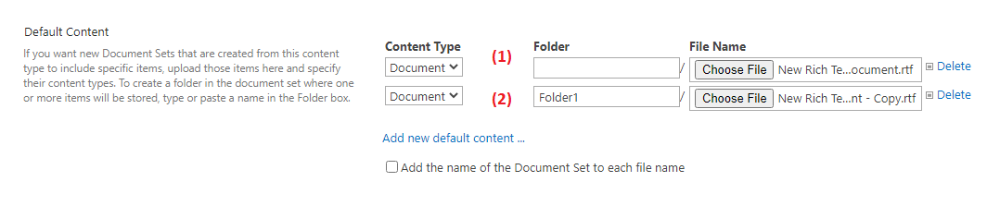 Default Content
If you want new Document Sets that are created from this content
type to include specific items, upload those items here and specify
their content types. To create a folder in the document set where one
or more items will be stored, type or paste a name in the Folder box.
Content Type Folder File Name
Document (1) / Choose File New Rich Te...ocument.rtf Delete
Document (2) Folder1 / Choose File New Rich Te...nt - Copy.rtf Delete
Add new default content ...
Add the name of the Document Set to each file name